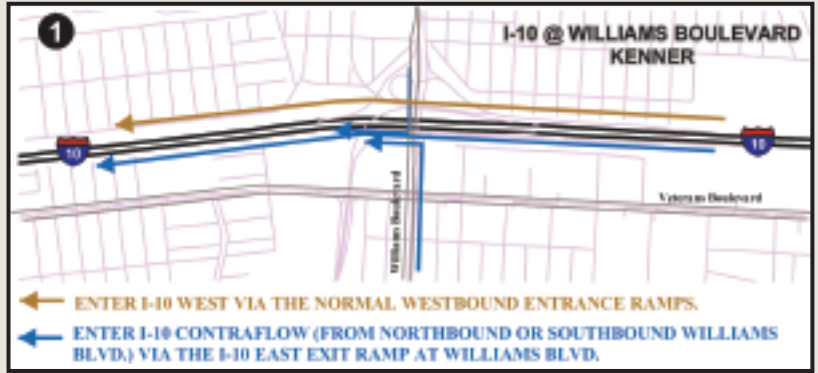 1
I-10 @ WILLIAMS BOULEVARD
KENNER
10
10
Veterans Boulevard
Williams Boulevard
ENTER I-10 WEST VIA THE NORMAL WESTBOUND ENTRANCE RAMPS.
ENTER I-10 CONTRAFLOW (FROM NORTHBOUND OR SOUTHBOUND WILLIAMS
BLVD.) VIA THE I-10 EAST EXIT RAMP AT WILLIAMS BLVD.